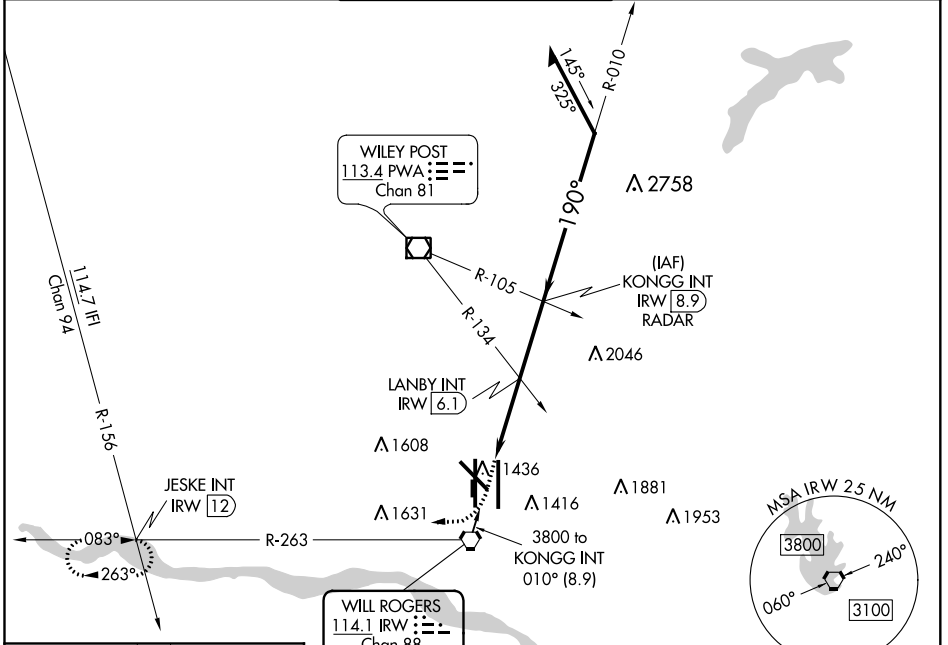 145°
325°
R-010
WILEY POST
113.4 PWA
Chan 81
190°
2758
114.7 IFI
Chan 94
R-105
(IAF)
KONGG INT
IRW 8.9
RADAR
R-134
2046
LANBY INT
IRW 6.1
R-156
1608
1436
JESKE INT
IRW 12
1881
1631
1416
1953
MSA IRW 25 NM
083°
R-263
3800 to
KONGG INT
010° (8.9)
3800
240°
263°
060°
3100
WILL ROGERS
114.1 IRW
Chan 88